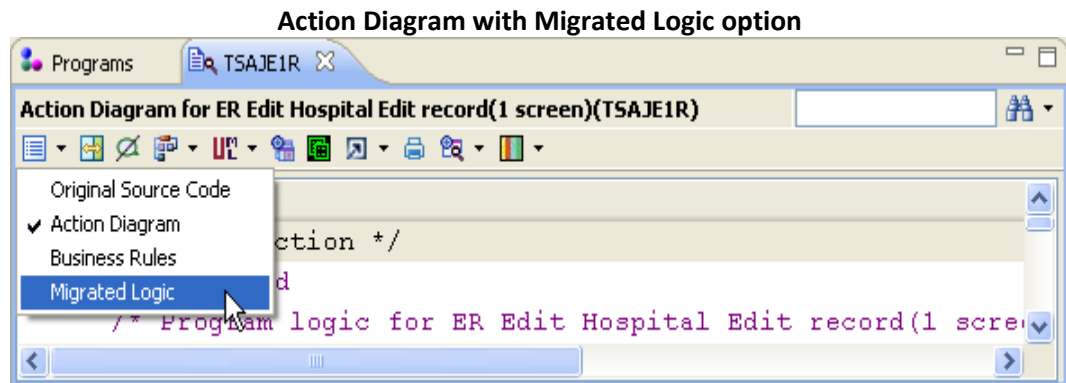 Action Diagram with Migrated Logic option
Programs TSAJE1R
Action Diagram for ER Edit Hospital Edit record(1 screen)(TSAJE1R)
Original Source Code
Action Diagram
ction */
Business Rules
d
Migrated Logic
/* Program logic for ER Edit Hospital Edit record(1 scre